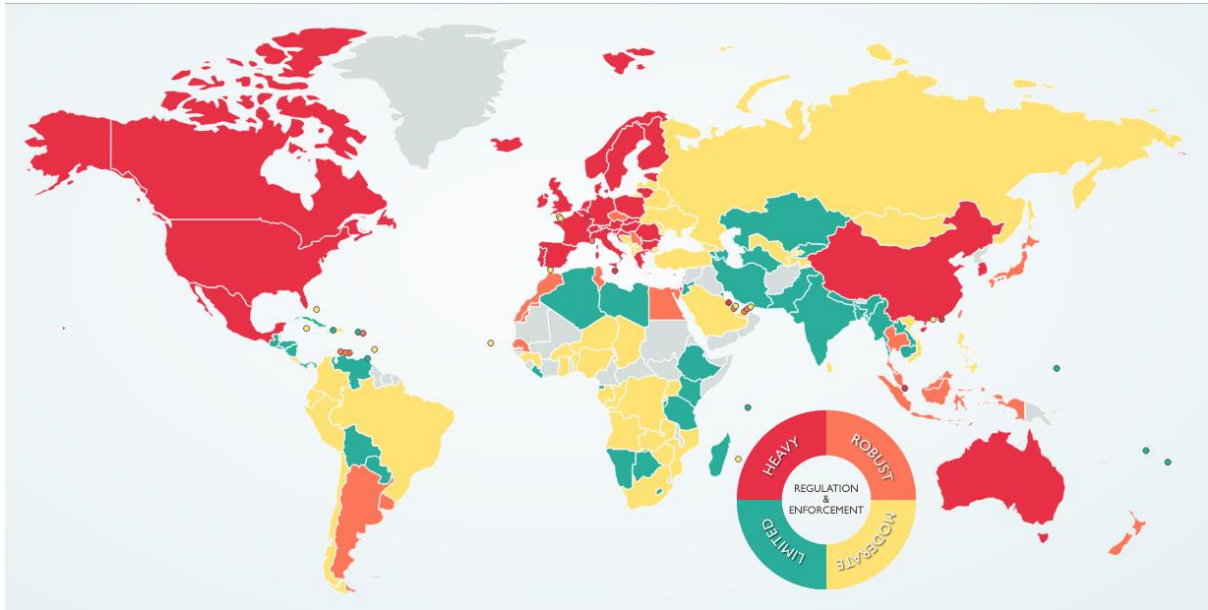 HEAVY
ROBUST
REGULATION
&
ENFORCEMENT
LIMITED
MODERATE